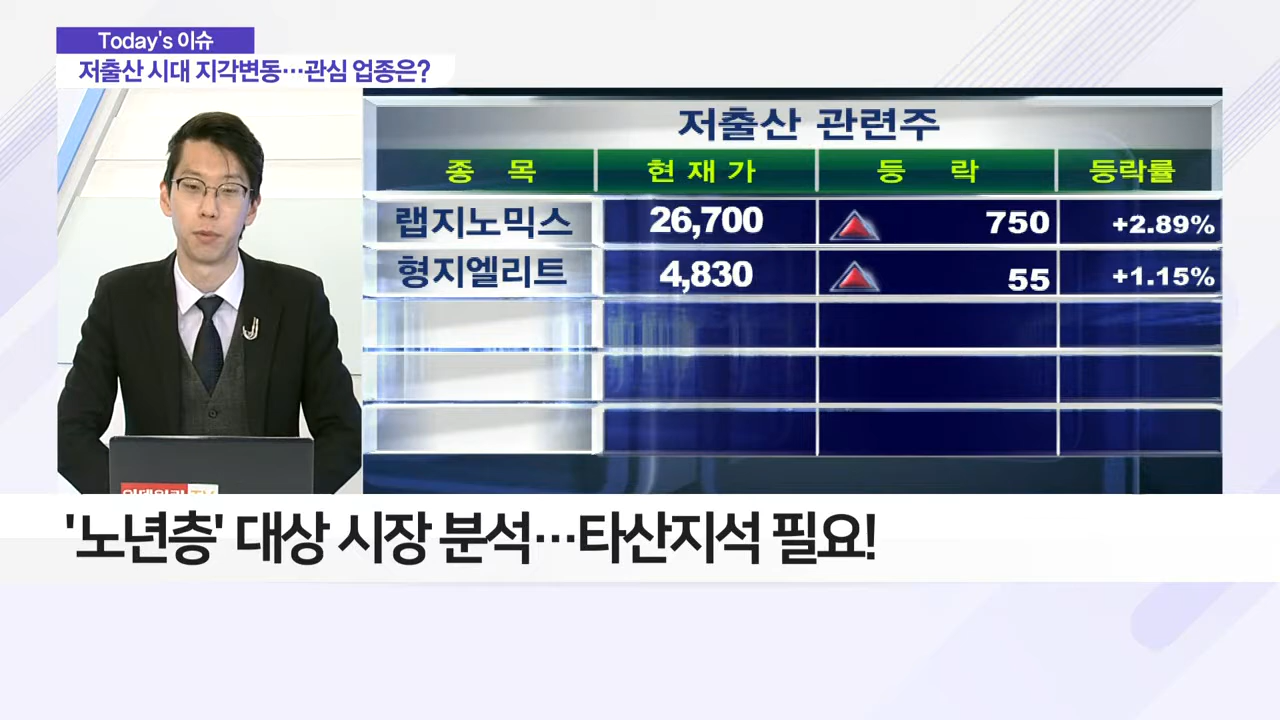 Today's 이슈
저출산 시대 지각변동…관심 업종은?
저출산 관련주
종 목 현재가 등 락 등락률
랩지노믹스 26,700 750 +2.89%
형지엘리트 4,830 55 +1.15%
'노년층' 대상 시장 분석…타산지석 필요!